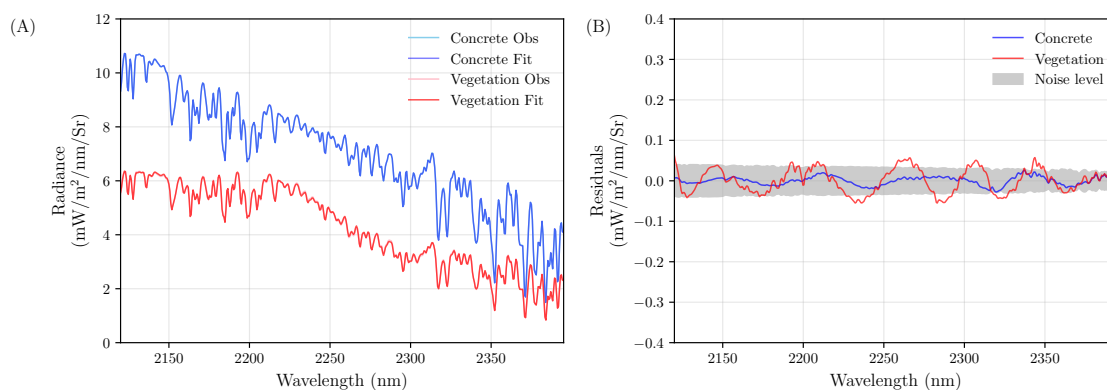 (A)
12
10
8
6
4
2
0
Radiance
(mW/m²/nm/Sr)
Concrete Obs
Concrete Fit
Vegetation Obs
Vegetation Fit
2150 2200 2250 2300 2350
Wavelength (nm)
(B)
0.4
0.3
0.2
0.1
0.0
−0.1
−0.2
−0.3
−0.4
Residuals
(mW/m²/nm/Sr)
Concrete
Vegetation
Noise level
2150 2200 2250 2300 2350
Wavelength (nm)